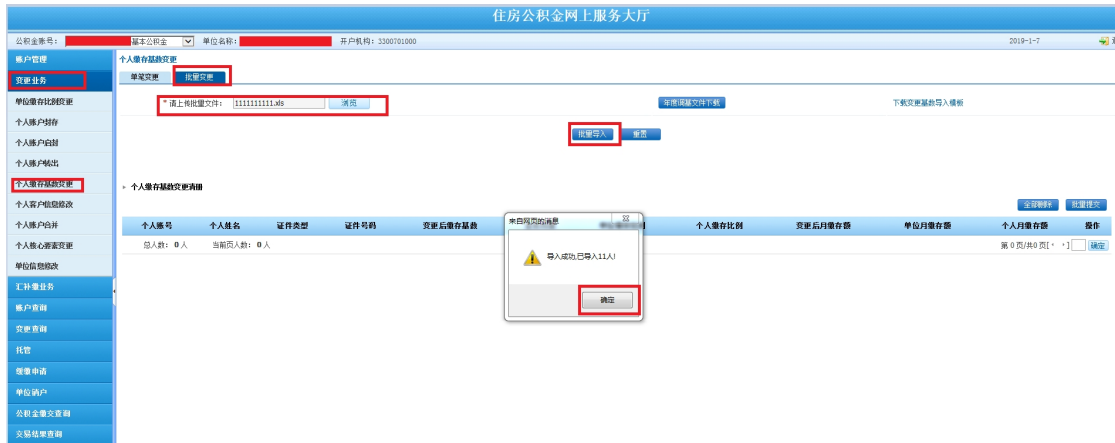 住房公积金网上服务大厅
公积金账号： 基本公积金 单位名称： 开户机构：3300701000 2019-1-7
账户管理
变更业务
单位缴存比例变更
个人账户封存
个人账户启封
个人账户转出
个人缴存基数变更
个人客户信息修改
个人账户合并
个人核心要素变更
单位信息修改
汇补缴业务
账户查询
变更查询
托管
缓缴申请
单位销户
公积金缴交查询
交易结果查询
个人缴存基数变更
单笔变更 批量变更
*请上传批量文件： 1111111111.xls 浏览 年度调基文件下载 下载变更基数导入模板
批量导入 重置
个人缴存基数变更清册
全部删除 批量提交
个人账号 个人姓名 证件类型 证件号码 变更后缴存基数 个人缴存比例 变更后月缴存额 单位月缴存额 个人月缴存额 操作
总人数：0人 当前页人数：0人 第0页/共0页[ ] 确定
来自网页的消息
导入成功,已导入11人!
确定